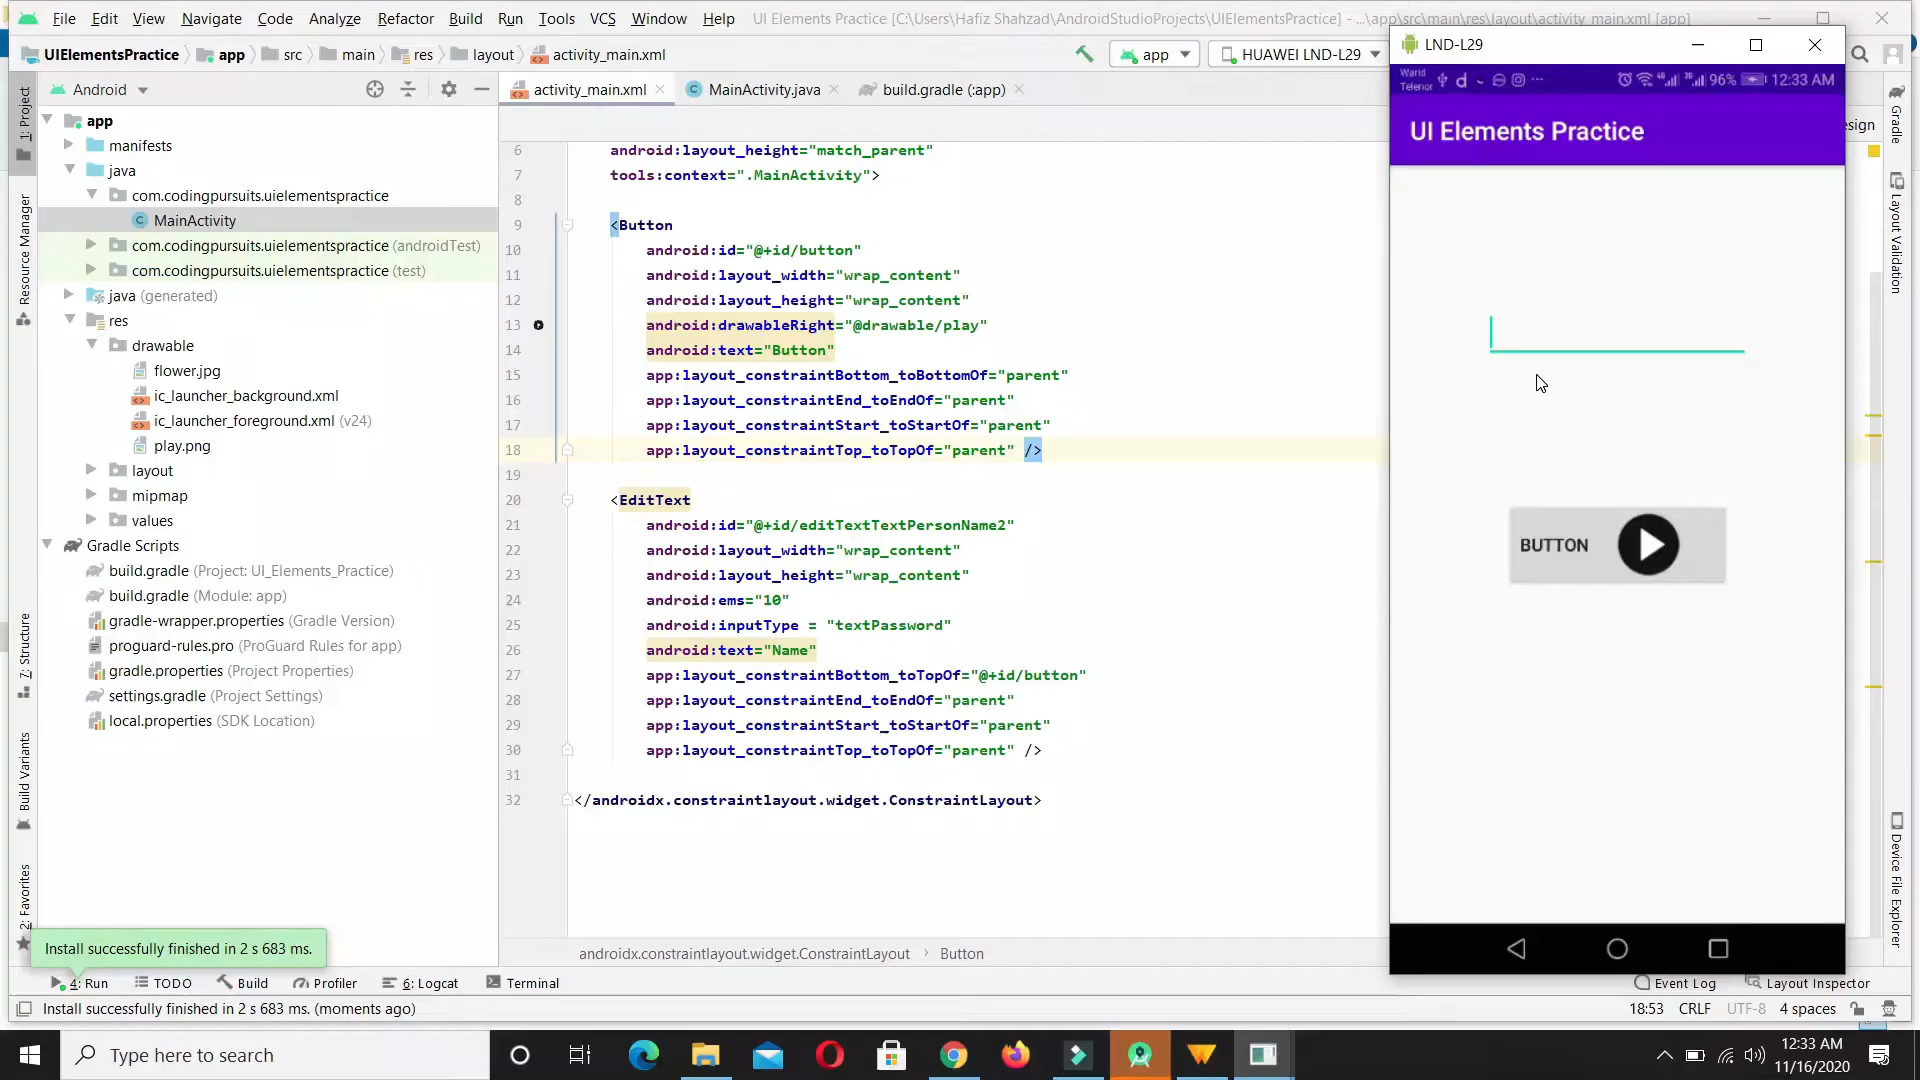 File Edit View Navigate Code Analyze Refactor Build Run Tools VCS Window Help UI Elements Practice [C:\Users\Hafiz Shahzad\AndroidStudioProjects\UIElementsPractice] - ...\app\src\main\res\layout\activity_main.xml [app]
UIElementsPractice app src main res layout activity_main.xml app HUAWEI LND-L29
Android
activity_main.xml MainActivity.java build.gradle (:app)
1: Project
Resource Manager
7: Structure
Build Variants
2: Favorites
app
manifests
java
com.codingpursuits.uielementspractice
MainActivity
com.codingpursuits.uielementspractice (androidTest)
com.codingpursuits.uielementspractice (test)
java (generated)
res
drawable
flower.jpg
ic_launcher_background.xml
ic_launcher_foreground.xml (v24)
play.png
layout
mipmap
values
Gradle Scripts
build.gradle (Project: UI_Elements_Practice)
build.gradle (Module: app)
gradle-wrapper.properties (Gradle Version)
proguard-rules.pro (ProGuard Rules for app)
gradle.properties (Project Properties)
settings.gradle (Project Settings)
local.properties (SDK Location)
6 android:layout_height="match_parent"
7 tools:context=".MainActivity">
8
9 <Button
10 android:id="@+id/button"
11 android:layout_width="wrap_content"
12 android:layout_height="wrap_content"
13 android:drawableRight="@drawable/play"
14 android:text="Button"
15 app:layout_constraintBottom_toBottomOf="parent"
16 app:layout_constraintEnd_toEndOf="parent"
17 app:layout_constraintStart_toStartOf="parent"
18 app:layout_constraintTop_toTopOf="parent" />
19
20 <EditText
21 android:id="@+id/editTextTextPersonName2"
22 android:layout_width="wrap_content"
23 android:layout_height="wrap_content"
24 android:ems="10"
25 android:inputType = "textPassword"
26 android:text="Name"
27 app:layout_constraintBottom_toTopOf="@+id/button"
28 app:layout_constraintEnd_toEndOf="parent"
29 app:layout_constraintStart_toStartOf="parent"
30 app:layout_constraintTop_toTopOf="parent" />
31
32 </androidx.constraintlayout.widget.ConstraintLayout>
androidx.constraintlayout.widget.ConstraintLayout Button
LND-L29
Warid
Telenor
96% 12:33 AM
UI Elements Practice
BUTTON
esign
Gradle
Layout Validation
Device File Explorer
Install successfully finished in 2 s 683 ms.
4: Run TODO Build Profiler 6: Logcat Terminal Event Log Layout Inspector
Install successfully finished in 2 s 683 ms. (moments ago) 18:53 CRLF UTF-8 4 spaces
Type here to search
12:33 AM
11/16/2020